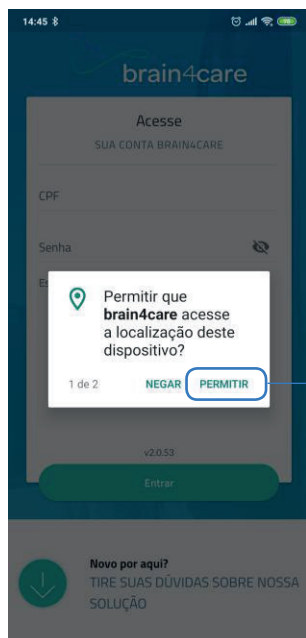 14:45
brain4care
Acesse
SUA CONTA BRAIN4CARE
CPF
Senha
Es
Permitir que
brain4care acesse
a localização deste
dispositivo?
1 de 2 NEGAR PERMITIR
v2.0.53
Entrar
Novo por aqui?
TIRE SUAS DÚVIDAS SOBRE NOSSA
SOLUÇÃO